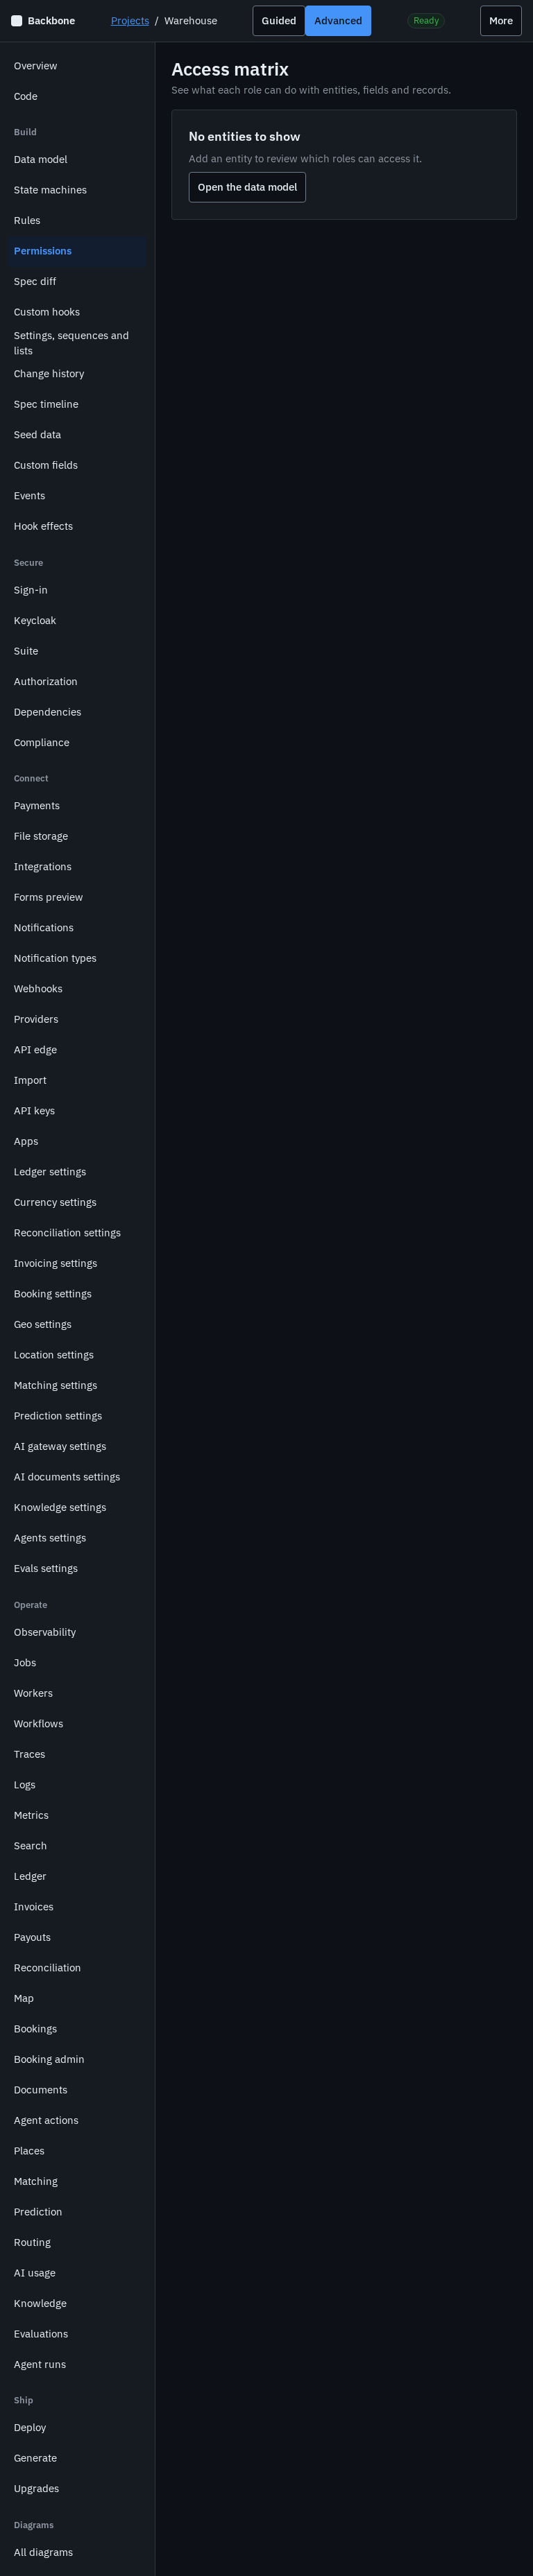 Backbone
Projects / Warehouse
Guided
Advanced
Ready
More
Overview
Code
Build
Data model
State machines
Rules
Permissions
Spec diff
Custom hooks
Settings, sequences and
lists
Change history
Spec timeline
Seed data
Custom fields
Events
Hook effects
Secure
Sign-in
Keycloak
Suite
Authorization
Dependencies
Compliance
Connect
Payments
File storage
Integrations
Forms preview
Notifications
Notification types
Webhooks
Providers
API edge
Import
API keys
Apps
Ledger settings
Currency settings
Reconciliation settings
Invoicing settings
Booking settings
Geo settings
Location settings
Matching settings
Prediction settings
AI gateway settings
AI documents settings
Knowledge settings
Agents settings
Evals settings
Operate
Observability
Jobs
Workers
Workflows
Traces
Logs
Metrics
Search
Ledger
Invoices
Payouts
Reconciliation
Map
Bookings
Booking admin
Documents
Agent actions
Places
Matching
Prediction
Routing
AI usage
Knowledge
Evaluations
Agent runs
Ship
Deploy
Generate
Upgrades
Diagrams
All diagrams
Access matrix
See what each role can do with entities, fields and records.
No entities to show
Add an entity to review which roles can access it.
Open the data model